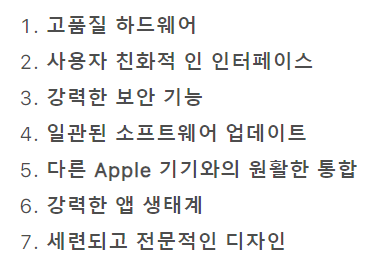 1. 고품질 하드웨어
2. 사용자 친화적 인 인터페이스
3. 강력한 보안 기능
4. 일관된 소프트웨어 업데이트
5. 다른 Apple 기기와의 원활한 통합
6. 강력한 앱 생태계
7. 세련되고 전문적인 디자인